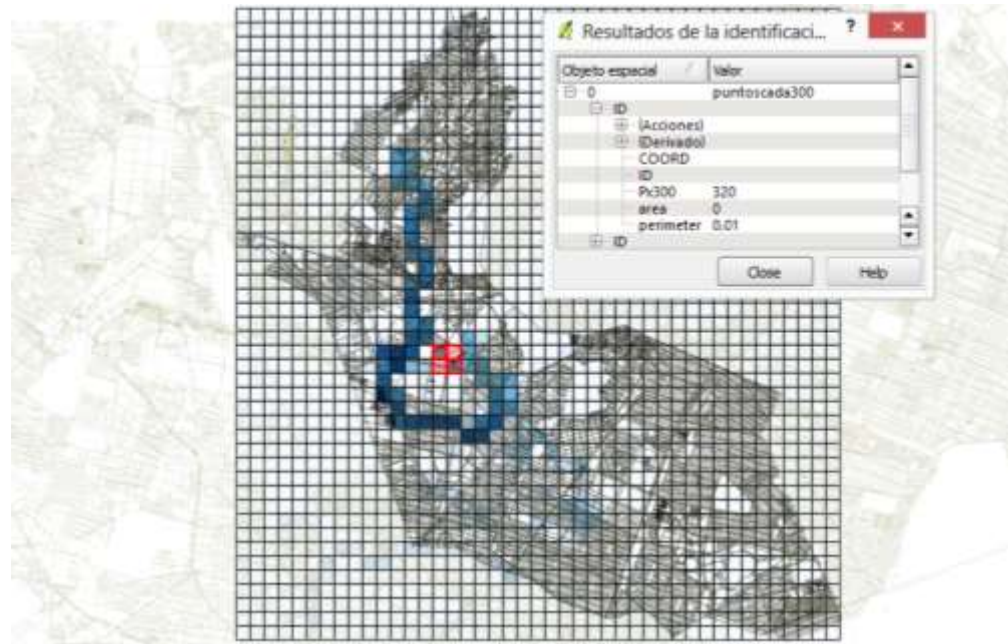 Resultados de la identificaci... ?
Objeto espacial Valor
0 puntoscada300
ID
(Acciones)
(Derivado)
COORD
ID
Px300 320
area 0
perimeter 0.01
ID
Close Help